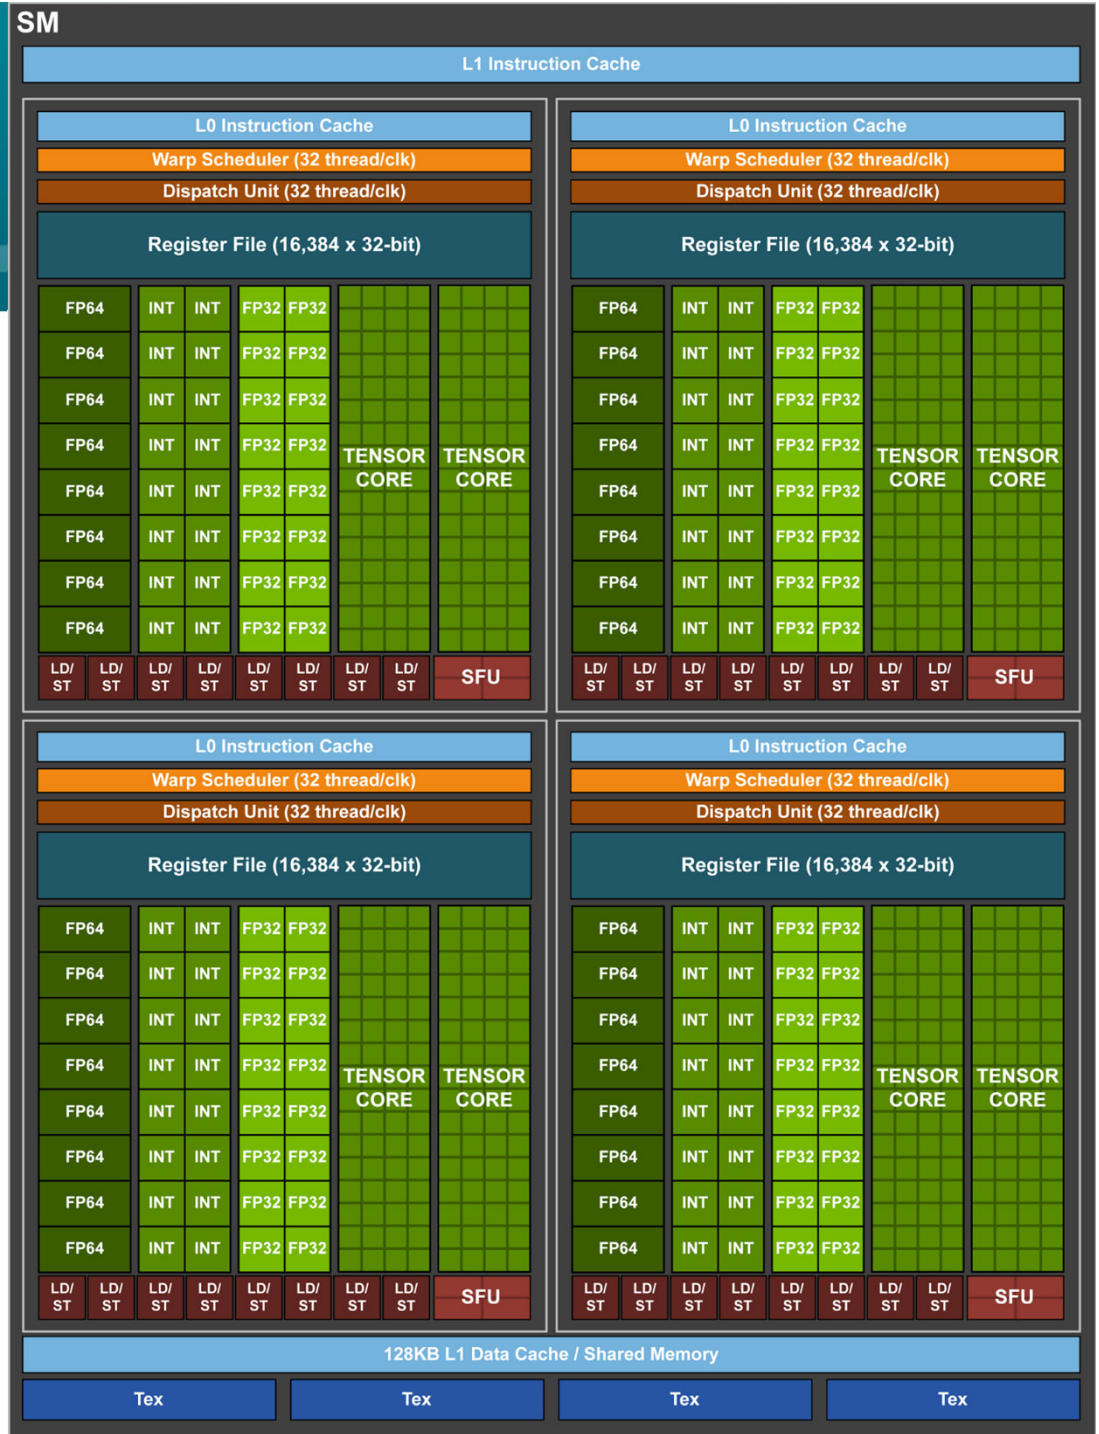 SM
L1 Instruction Cache
L0 Instruction Cache
Warp Scheduler (32 thread/clk)
Dispatch Unit (32 thread/clk)
Register File (16,384 x 32-bit)
FP64 INT INT FP32 FP32
FP64 INT INT FP32 FP32
FP64 INT INT FP32 FP32
FP64 INT INT FP32 FP32
FP64 INT INT FP32 FP32
FP64 INT INT FP32 FP32
FP64 INT INT FP32 FP32
FP64 INT INT FP32 FP32
TENSOR
CORE
TENSOR
CORE
LD/
ST
LD/
ST
LD/
ST
LD/
ST
LD/
ST
LD/
ST
LD/
ST
LD/
ST
SFU
L0 Instruction Cache
Warp Scheduler (32 thread/clk)
Dispatch Unit (32 thread/clk)
Register File (16,384 x 32-bit)
FP64 INT INT FP32 FP32
FP64 INT INT FP32 FP32
FP64 INT INT FP32 FP32
FP64 INT INT FP32 FP32
FP64 INT INT FP32 FP32
FP64 INT INT FP32 FP32
FP64 INT INT FP32 FP32
FP64 INT INT FP32 FP32
TENSOR
CORE
TENSOR
CORE
LD/
ST
LD/
ST
LD/
ST
LD/
ST
LD/
ST
LD/
ST
LD/
ST
LD/
ST
SFU
L0 Instruction Cache
Warp Scheduler (32 thread/clk)
Dispatch Unit (32 thread/clk)
Register File (16,384 x 32-bit)
FP64 INT INT FP32 FP32
FP64 INT INT FP32 FP32
FP64 INT INT FP32 FP32
FP64 INT INT FP32 FP32
FP64 INT INT FP32 FP32
FP64 INT INT FP32 FP32
FP64 INT INT FP32 FP32
FP64 INT INT FP32 FP32
TENSOR
CORE
TENSOR
CORE
LD/
ST
LD/
ST
LD/
ST
LD/
ST
LD/
ST
LD/
ST
LD/
ST
LD/
ST
SFU
L0 Instruction Cache
Warp Scheduler (32 thread/clk)
Dispatch Unit (32 thread/clk)
Register File (16,384 x 32-bit)
FP64 INT INT FP32 FP32
FP64 INT INT FP32 FP32
FP64 INT INT FP32 FP32
FP64 INT INT FP32 FP32
FP64 INT INT FP32 FP32
FP64 INT INT FP32 FP32
FP64 INT INT FP32 FP32
FP64 INT INT FP32 FP32
TENSOR
CORE
TENSOR
CORE
LD/
ST
LD/
ST
LD/
ST
LD/
ST
LD/
ST
LD/
ST
LD/
ST
LD/
ST
SFU
128KB L1 Data Cache / Shared Memory
Tex
Tex
Tex
Tex